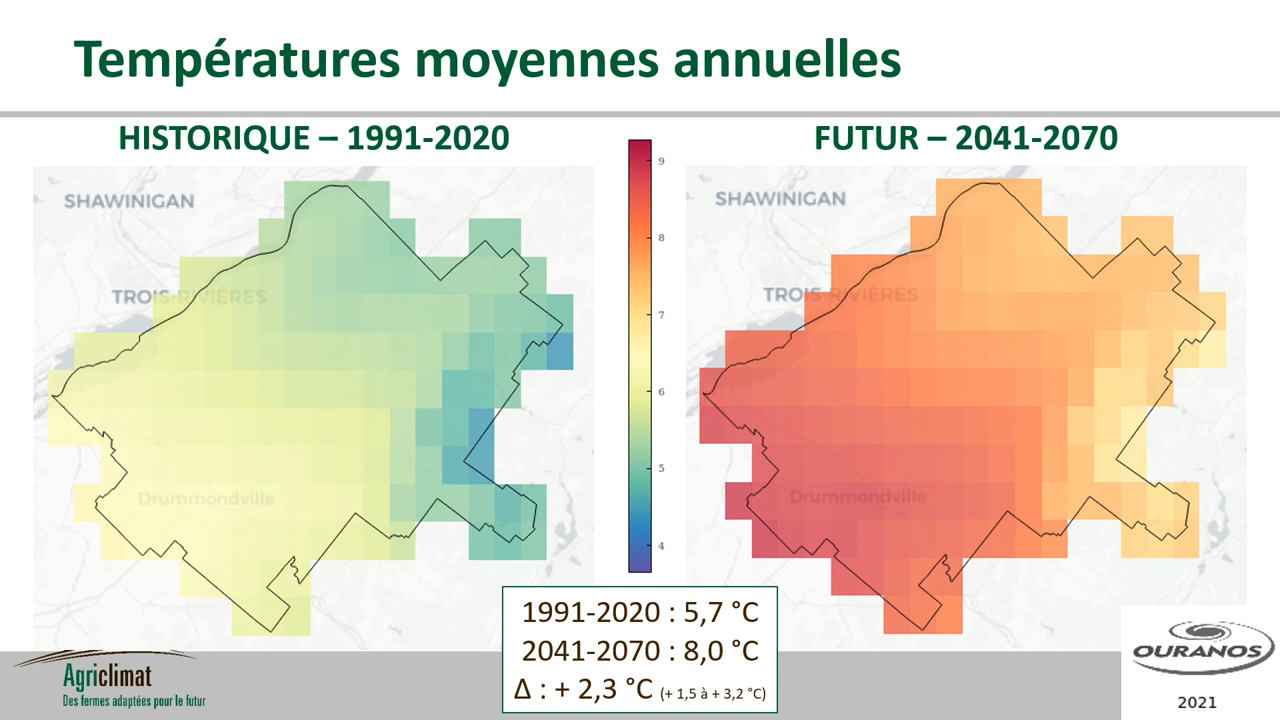 Températures moyennes annuelles
HISTORIQUE – 1991-2020
FUTUR – 2041-2070
SHAWINIGAN
TROIS-RIVIÈRES
Drummondville
9
8
7
6
5
4
SHAWINIGAN
TROIS-RIVIÈRES
Drummondville
1991-2020 : 5,7 °C
2041-2070 : 8,0 °C
Δ : + 2,3 °C (+ 1,5 à + 3,2 °C)
Agriclimat
Des fermes adaptées pour le futur
OURANOS
2021